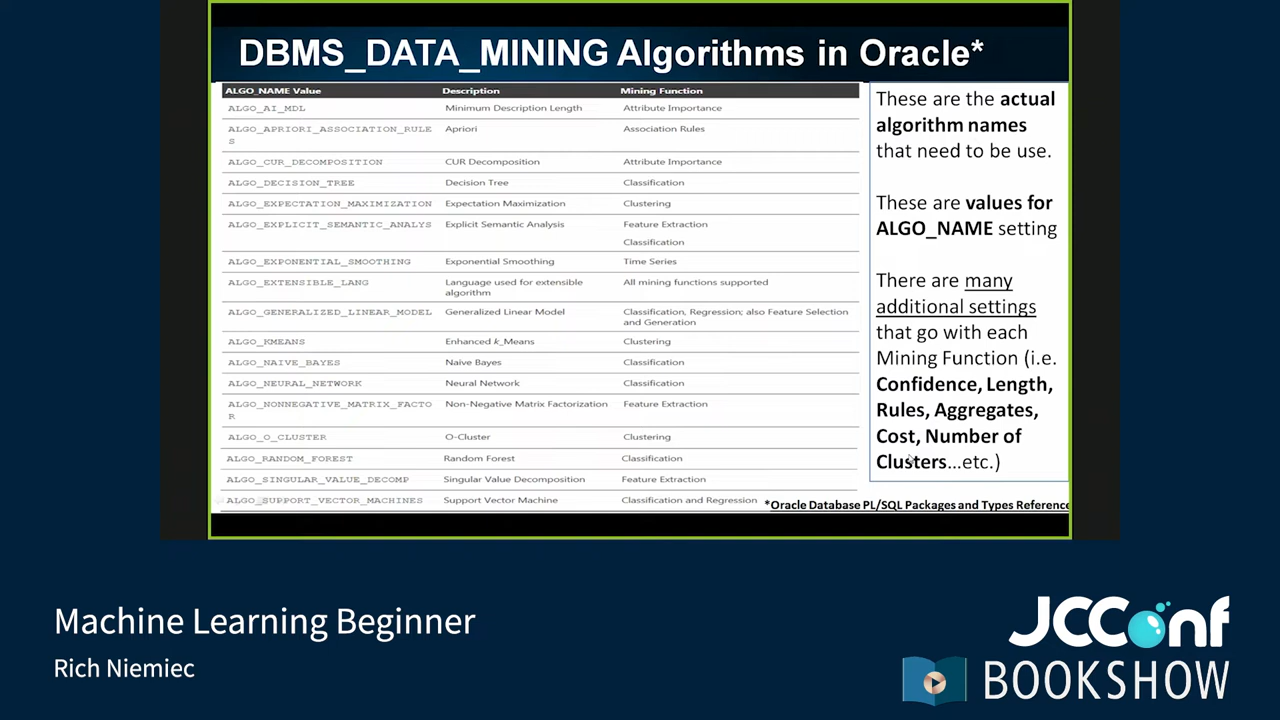 DBMS_DATA_MINING Algorithms in Oracle*
ALGO_NAME Value Description Mining Function
ALGO_AI_MDL Minimum Description Length Attribute Importance
ALGO_APRIORI_ASSOCIATION_RULE Apriori Association Rules
S
ALGO_CUR_DECOMPOSITION CUR Decomposition Attribute Importance
ALGO_DECISION_TREE Decision Tree Classification
ALGO_EXPECTATION_MAXIMIZATION Expectation Maximization Clustering
ALGO_EXPLICIT_SEMANTIC_ANALYS Explicit Semantic Analysis Feature Extraction
Classification
ALGO_EXPONENTIAL_SMOOTHING Exponential Smoothing Time Series
ALGO_EXTENSIBLE_LANG Language used for extensible All mining functions supported
algorithm
ALGO_GENERALIZED_LINEAR_MODEL Generalized Linear Model Classification, Regression; also Feature Selection
and Generation
ALGO_KMEANS Enhanced k_Means Clustering
ALGO_NAIVE_BAYES Naive Bayes Classification
ALGO_NEURAL_NETWORK Neural Network Classification
ALGO_NONNEGATIVE_MATRIX_FACTO Non-Negative Matrix Factorization Feature Extraction
R
ALGO_O_CLUSTER O-Cluster Clustering
ALGO_RANDOM_FOREST Random Forest Classification
ALGO_SINGULAR_VALUE_DECOMP Singular Value Decomposition Feature Extraction
ALGO_SUPPORT_VECTOR_MACHINES Support Vector Machine Classification and Regression
These are the actual
algorithm names
that need to be use.
These are values for
ALGO_NAME setting
There are many
additional settings
that go with each
Mining Function (i.e.
Confidence, Length,
Rules, Aggregates,
Cost, Number of
Clusters...etc.)
*Oracle Database PL/SQL Packages and Types Reference
Machine Learning Beginner
Rich Niemiec
JCConf
BOOKSHOW